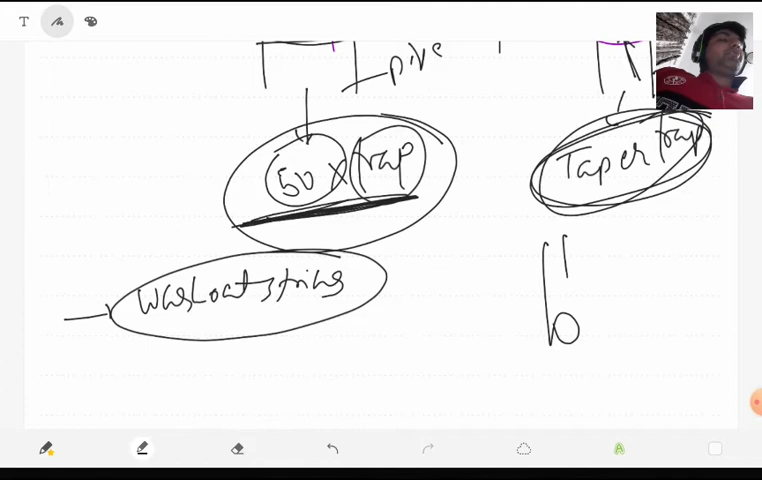 pipe
50 x trap
Taper trap
Washout string
b